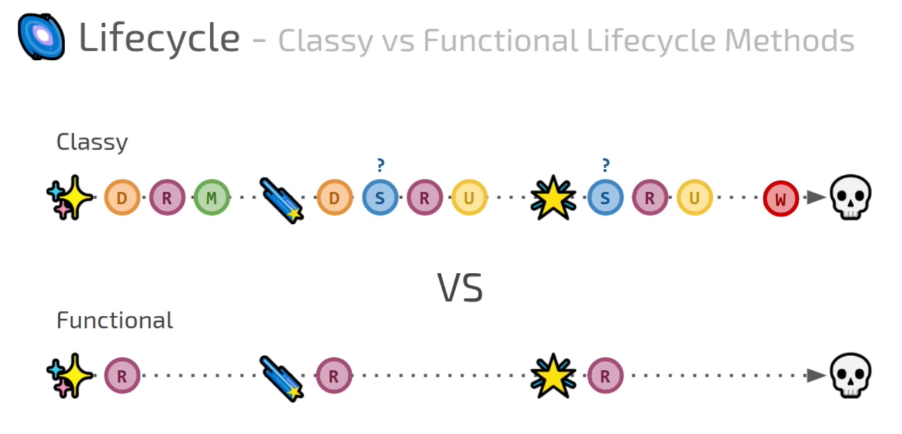 Lifecycle - Classy vs Functional Lifecycle Methods
Classy
? ?
D R M D S R U S R U W
VS
Functional
R R R